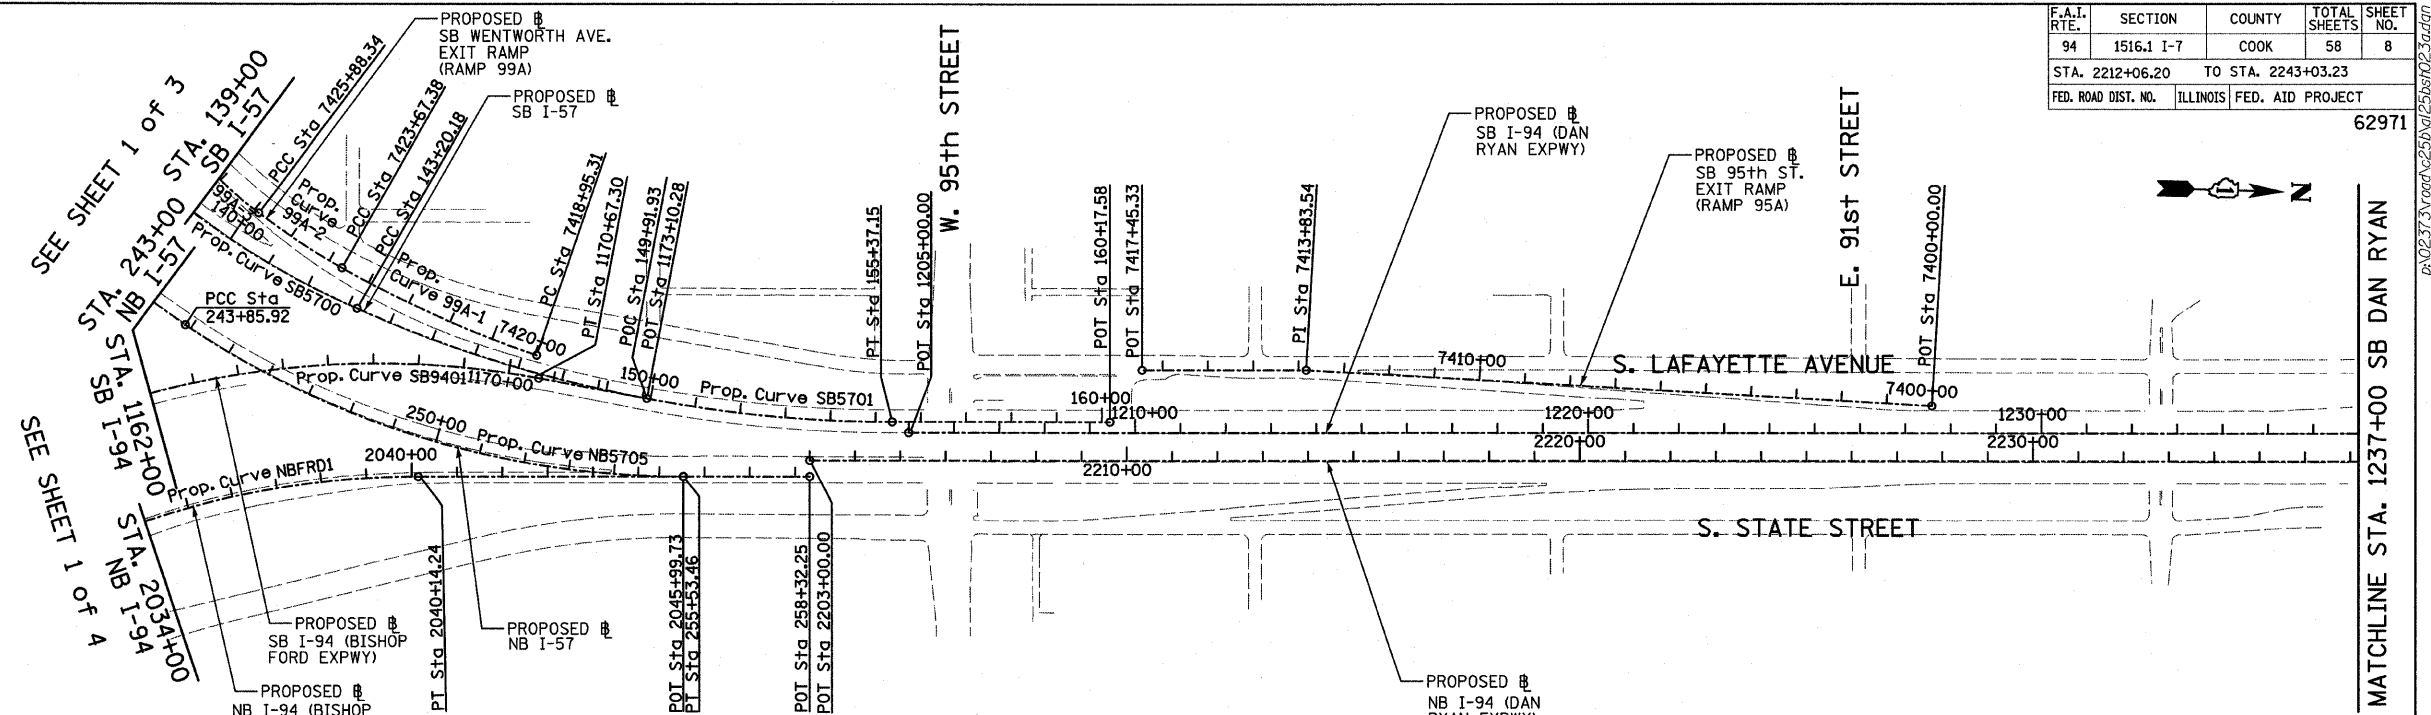 F.A.I. RTE.
SECTION
COUNTY
TOTAL SHEETS
SHEET NO.
94
1516.1 I-7
COOK
58
8
STA. 2212+06.20 TO STA. 2243+03.23
FED. ROAD DIST. NO.
ILLINOIS
FED. AID PROJECT
62971
PROPOSED ℄
SB WENTWORTH AVE.
EXIT RAMP
(RAMP 99A)
PROPOSED ℄
SB I-57
SEE SHEET 1 of 3
STA. 139+00
SB I-57
STA. 243+00
NB I-57
STA. 1162+00
SB I-94
STA. 2034+00
NB I-94
SEE SHEET 1 of 4
PCC Sta 7425+88.34
PCC Sta 7423+67.38
PCC Sta 143+20.18
PC Sta 7418+95.31
PT Sta 1170+67.30
POC Sta 149+91.93
POT Sta 1173+10.28
W. 95th STREET
PT Sta 155+37.15
POT Sta 1205+00.00
POT Sta 160+17.58
POT Sta 7417+45.33
PI Sta 7413+83.54
PROPOSED ℄
SB I-94 (DAN
RYAN EXPWY)
PROPOSED ℄
SB 95th ST.
EXIT RAMP
(RAMP 95A)
E. 91st STREET
POT Sta 7400+00.00
N
MATCHLINE STA. 1237+00 SB DAN RYAN
Prop.
Curve
99A-2
140+00
Prop. Curve SB5700
Prop.
Curve 99A-1
7420+00
PCC Sta
243+85.92
Prop. Curve SB9401
1170+00
150+00
Prop. Curve SB5701
160+00
1210+00
7410+00
S. LAFAYETTE AVENUE
7400+00
1220+00
1230+00
250+00
Prop. Curve NB5705
2040+00
Prop. Curve NBFRD1
2210+00
2220+00
2230+00
S. STATE STREET
PT Sta 2040+14.24
POT Sta 2045+99.73
PT Sta 255+53.46
POT Sta 258+32.25
POT Sta 2203+00.00
PROPOSED ℄
SB I-94 (BISHOP
FORD EXPWY)
PROPOSED ℄
NB I-57
PROPOSED ℄
NB I-94 (BISHOP
PROPOSED ℄
NB I-94 (DAN
RYAN EXPWY)